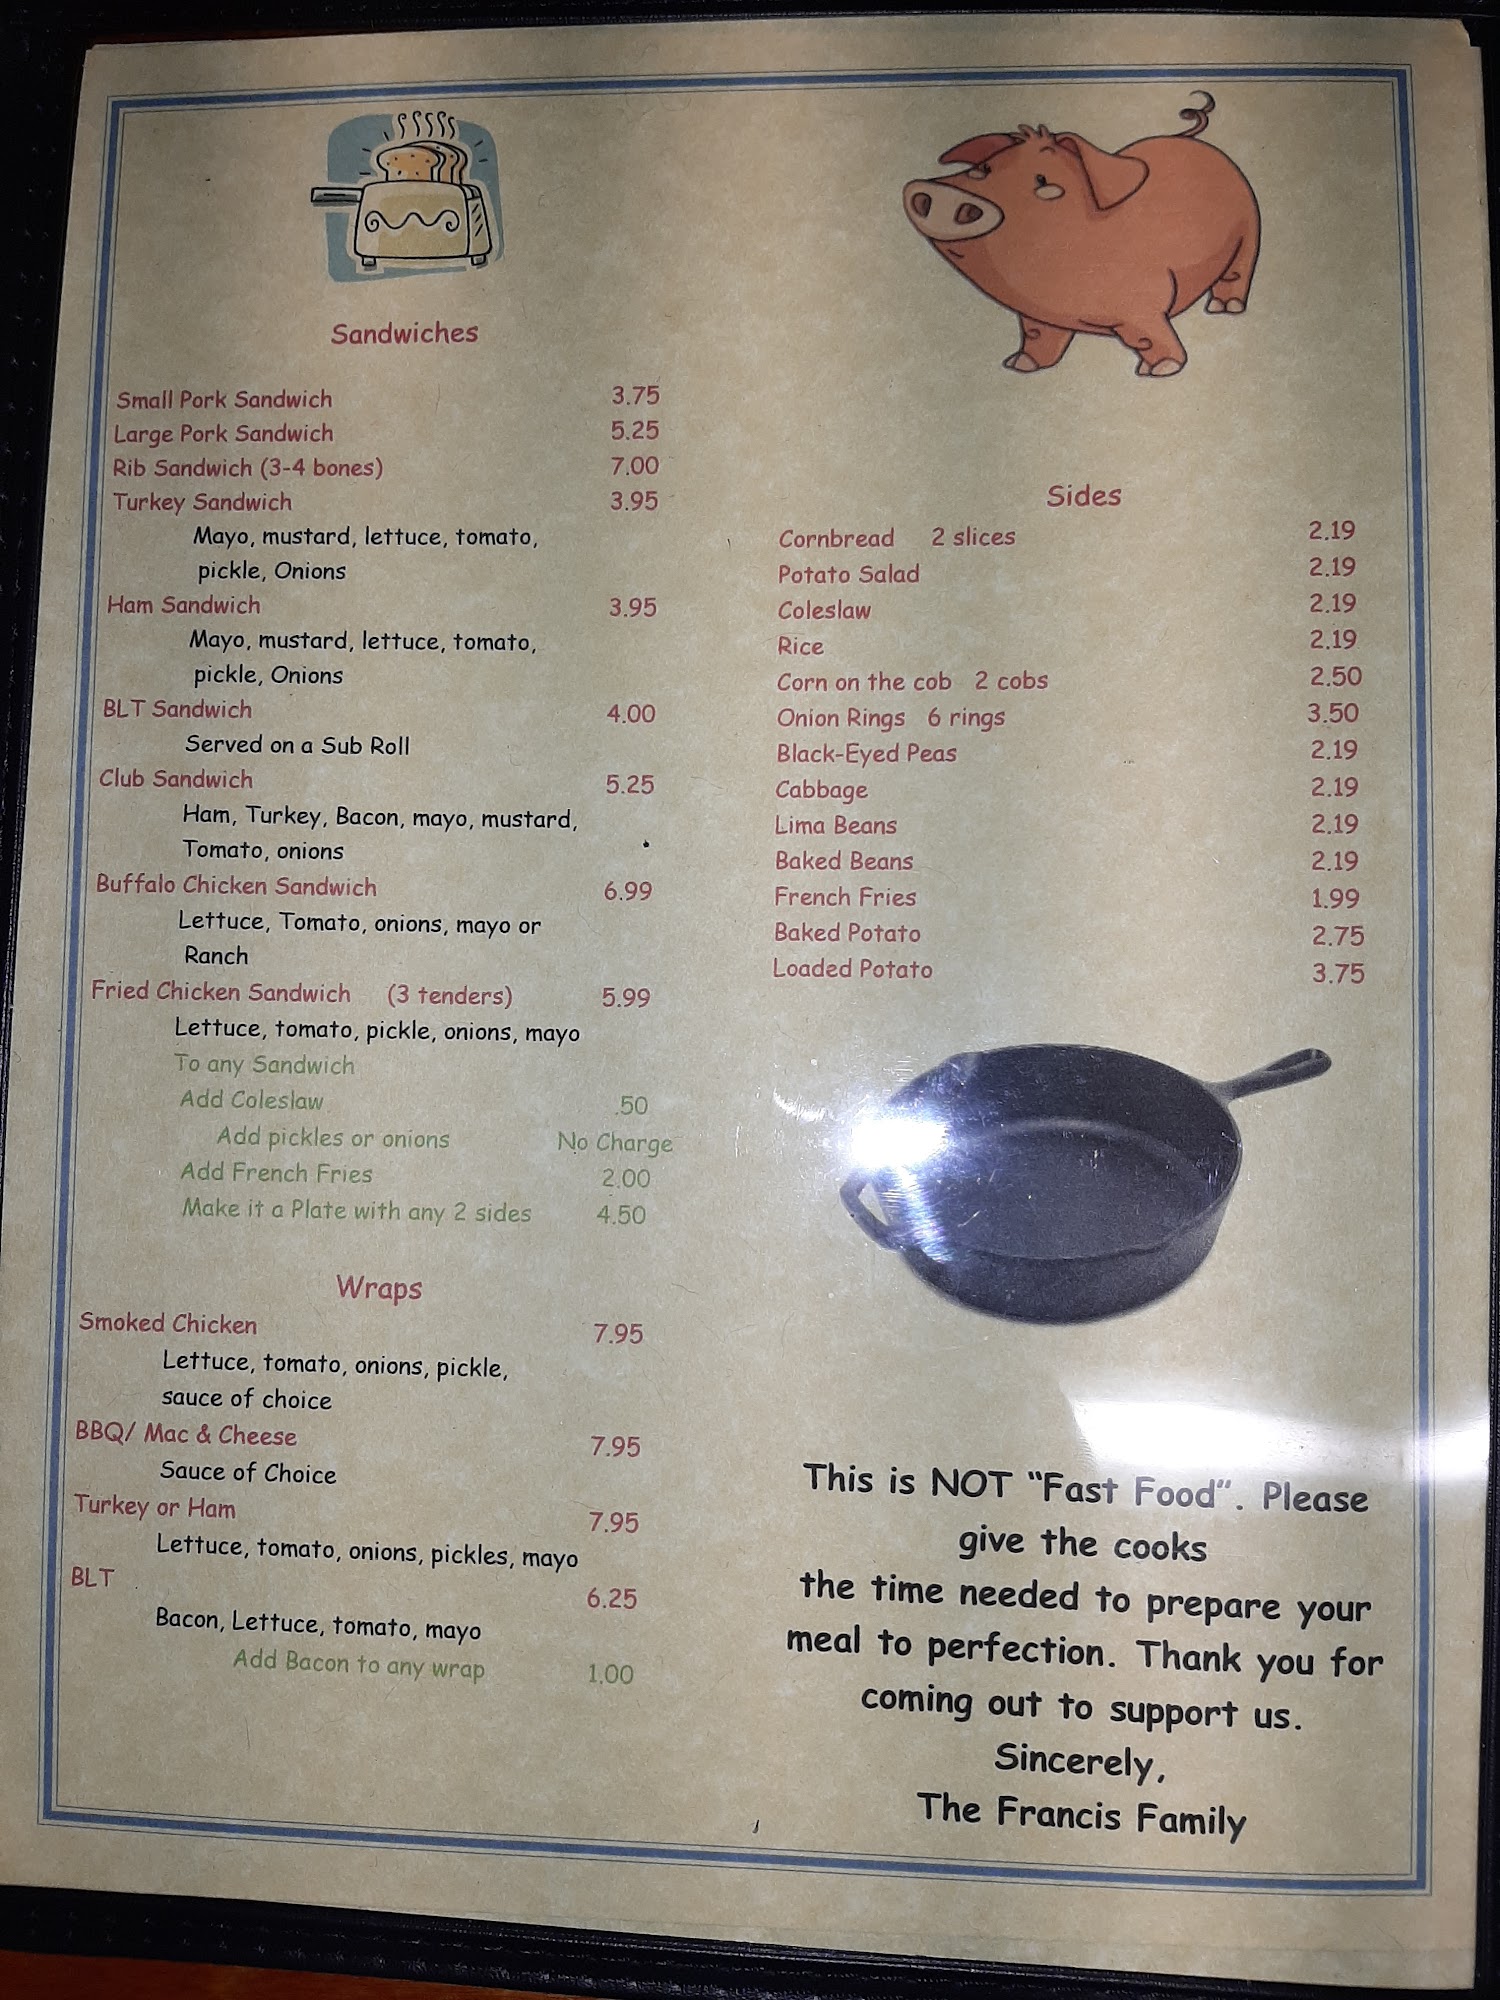 Sandwiches
Small Pork Sandwich 3.75
Large Pork Sandwich 5.25
Rib Sandwich (3-4 bones) 7.00
Turkey Sandwich 3.95
Mayo, mustard, lettuce, tomato,
pickle, Onions
Ham Sandwich 3.95
Mayo, mustard, lettuce, tomato,
pickle, Onions
BLT Sandwich 4.00
Served on a Sub Roll
Club Sandwich 5.25
Ham, Turkey, Bacon, mayo, mustard,
Tomato, onions
Buffalo Chicken Sandwich 6.99
Lettuce, Tomato, onions, mayo or
Ranch
Fried Chicken Sandwich (3 tenders) 5.99
Lettuce, tomato, pickle, onions, mayo
To any Sandwich
Add Coleslaw .50
Add pickles or onions No Charge
Add French Fries 2.00
Make it a Plate with any 2 sides 4.50
Wraps
Smoked Chicken 7.95
Lettuce, tomato, onions, pickle,
sauce of choice
BBQ/ Mac & Cheese 7.95
Sauce of Choice
Turkey or Ham 7.95
Lettuce, tomato, onions, pickles, mayo
BLT 6.25
Bacon, Lettuce, tomato, mayo
Add Bacon to any wrap 1.00
Sides
Cornbread 2 slices 2.19
Potato Salad 2.19
Coleslaw 2.19
Rice 2.19
Corn on the cob 2 cobs 2.50
Onion Rings 6 rings 3.50
Black-Eyed Peas 2.19
Cabbage 2.19
Lima Beans 2.19
Baked Beans 2.19
French Fries 1.99
Baked Potato 2.75
Loaded Potato 3.75
This is NOT "Fast Food". Please
give the cooks
the time needed to prepare your
meal to perfection. Thank you for
coming out to support us.
Sincerely,
The Francis Family